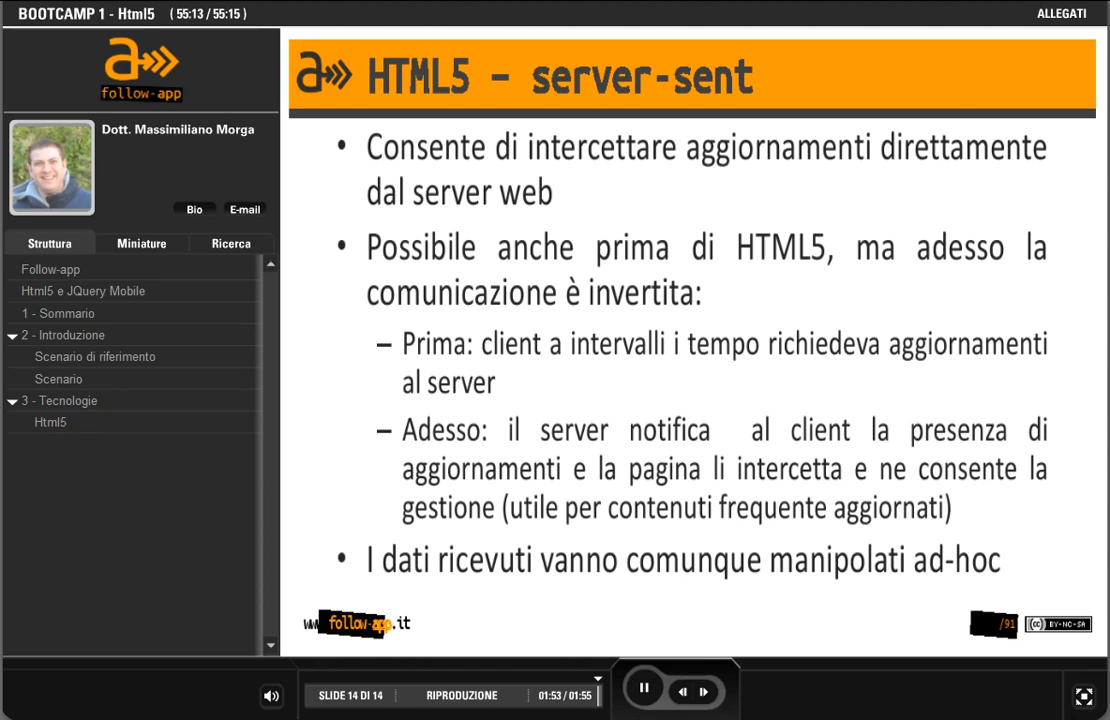 BOOTCAMP 1 - Html5 ( 55:13 / 55:15 )
ALLEGATI
a
follow-app
Dott. Massimiliano Morga
Bio
E-mail
Struttura
Miniature
Ricerca
Follow-app
Html5 e JQuery Mobile
1 - Sommario
2 - Introduzione
Scenario di riferimento
Scenario
3 - Tecnologie
Html5
a HTML5 – server-sent
• Consente di intercettare aggiornamenti direttamente
dal server web
• Possibile anche prima di HTML5, ma adesso la
comunicazione è invertita:
– Prima: client a intervalli i tempo richiedeva aggiornamenti
al server
– Adesso: il server notifica al client la presenza di
aggiornamenti e la pagina li intercetta e ne consente la
gestione (utile per contenuti frequente aggiornati)
• I dati ricevuti vanno comunque manipolati ad-hoc
www.follow-app.it
/91
cc BY-NC-SA
SLIDE 14 DI 14
RIPRODUZIONE
01:53 / 01:55